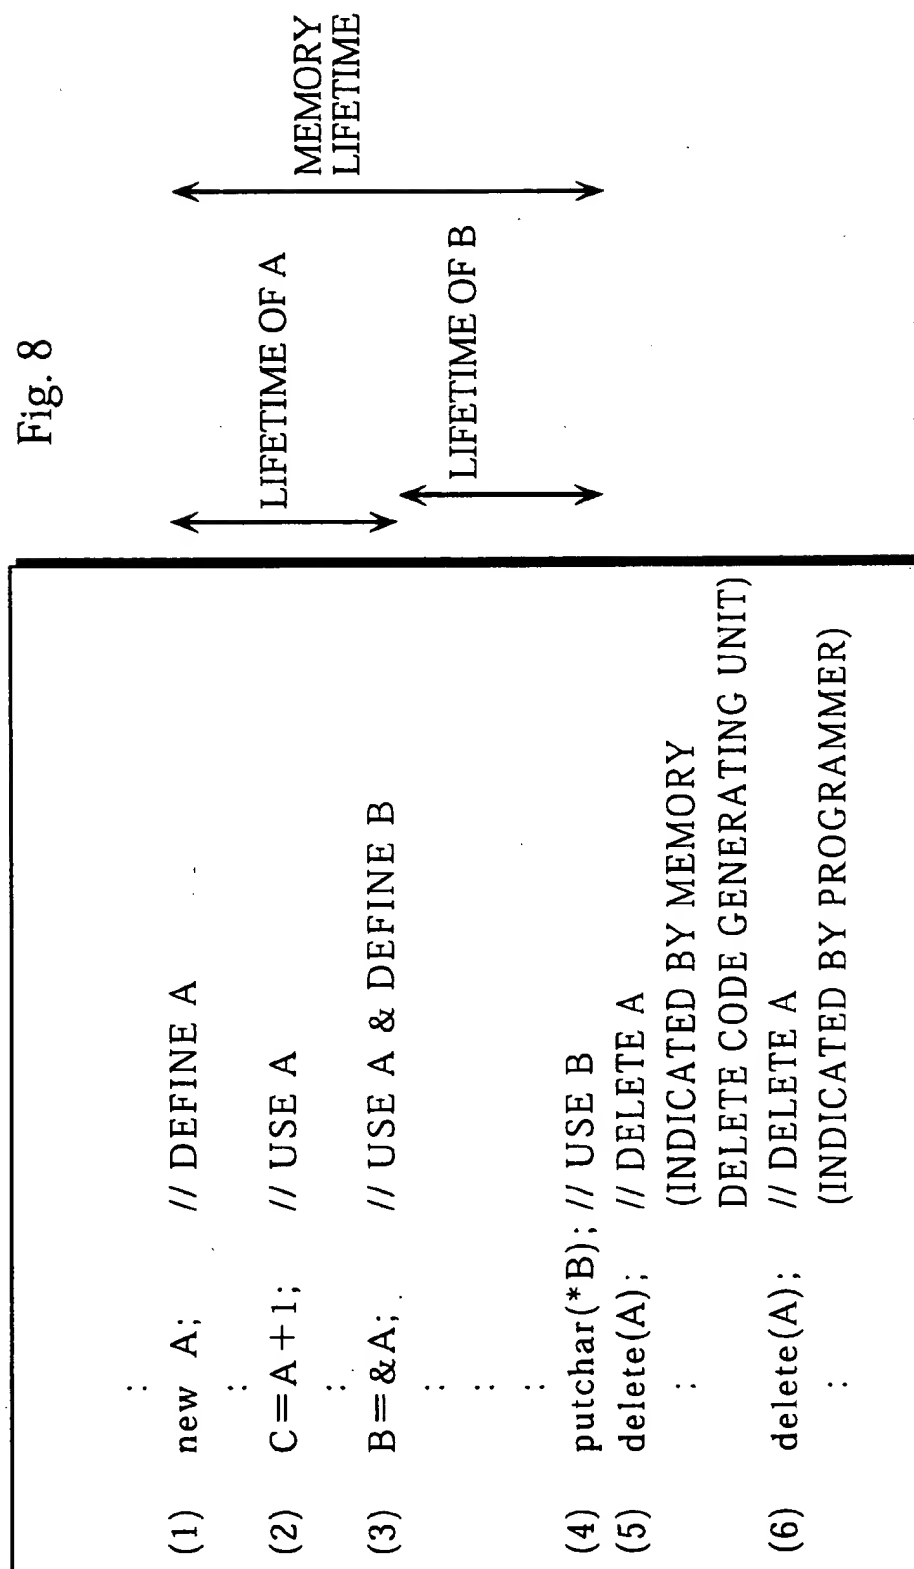 Fig. 8
:
(1) new A; // DEFINE A
:
(2) C=A+1; // USE A
:
(3) B=&A; // USE A & DEFINE B
:
:
:
(4) putchar(*B); // USE B
(5) delete(A); // DELETE A
(INDICATED BY MEMORY
: DELETE CODE GENERATING UNIT)
(6) delete(A); // DELETE A
: (INDICATED BY PROGRAMMER)
LIFETIME OF A
LIFETIME OF B
MEMORY
LIFETIME